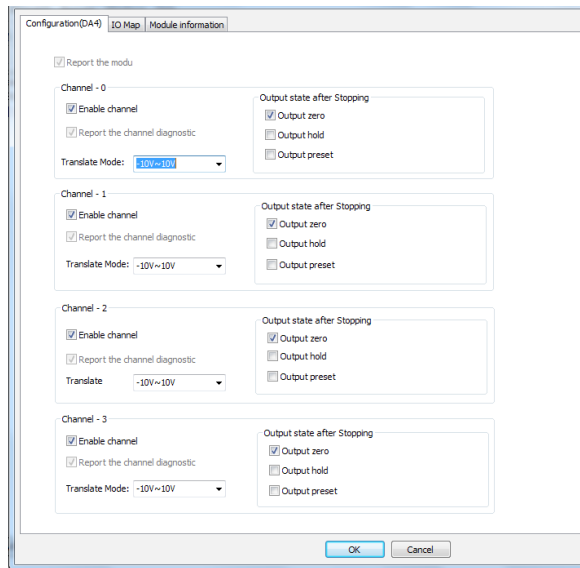 Configuration(DA4) IO Map Module information
Report the modu
Channel - 0
Enable channel
Report the channel diagnostic
Translate Mode: -10V~10V
Output state after Stopping
Output zero
Output hold
Output preset
Channel - 1
Enable channel
Report the channel diagnostic
Translate Mode: -10V~10V
Output state after Stopping
Output zero
Output hold
Output preset
Channel - 2
Enable channel
Report the channel diagnostic
Translate -10V~10V
Output state after Stopping
Output zero
Output hold
Output preset
Channel - 3
Enable channel
Report the channel diagnostic
Translate Mode: -10V~10V
Output state after Stopping
Output zero
Output hold
Output preset
OK Cancel